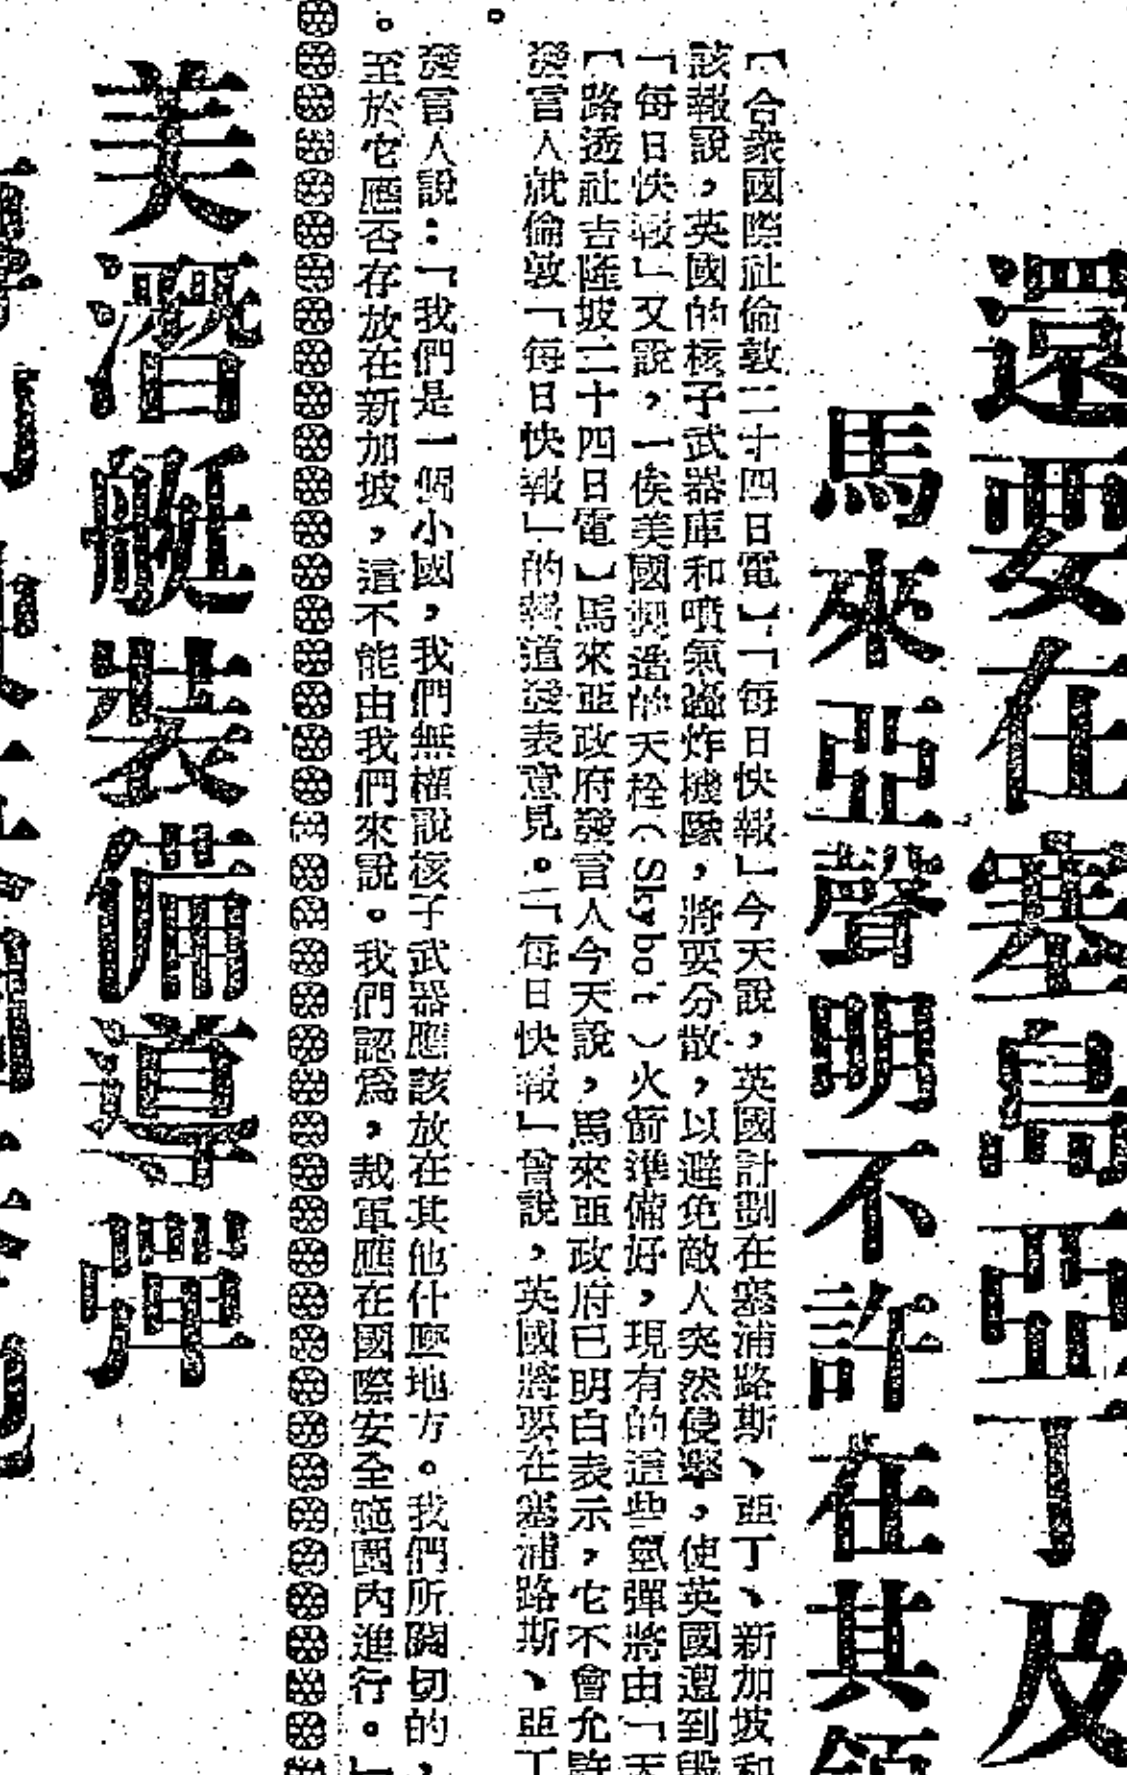 還要在塞島亞丁及
馬來亞聲明不許在其領
【合衆國際社倫敦二十四日電】「每日快報」今天說，英國計劃在塞浦路斯、亞丁、新加坡和
該報說，英國的核子武器庫和噴氣轟炸機隊，將要分散，以避免敵人突然侵襲，使英國遭到毀
「每日快報」又說，一俟美國製造的天栓（Skybolt）火箭準備好，現有的這些氫彈將由「天
【路透社吉隆坡二十四日電】馬來亞政府發言人今天說，馬來亞政府已明白表示，它不會允許
發言人就倫敦「每日快報」的報道發表意見。「每日快報」曾說，英國將要在塞浦路斯、亞丁
。
發言人說：「我們是一個小國，我們無權說核子武器應該放在其他什麼地方。我們所關切的，
。至於它應否存放在新加坡，這不能由我們來說。我們認爲，裁軍應在國際安全範圍內進行。」
美潛艇裝備導彈